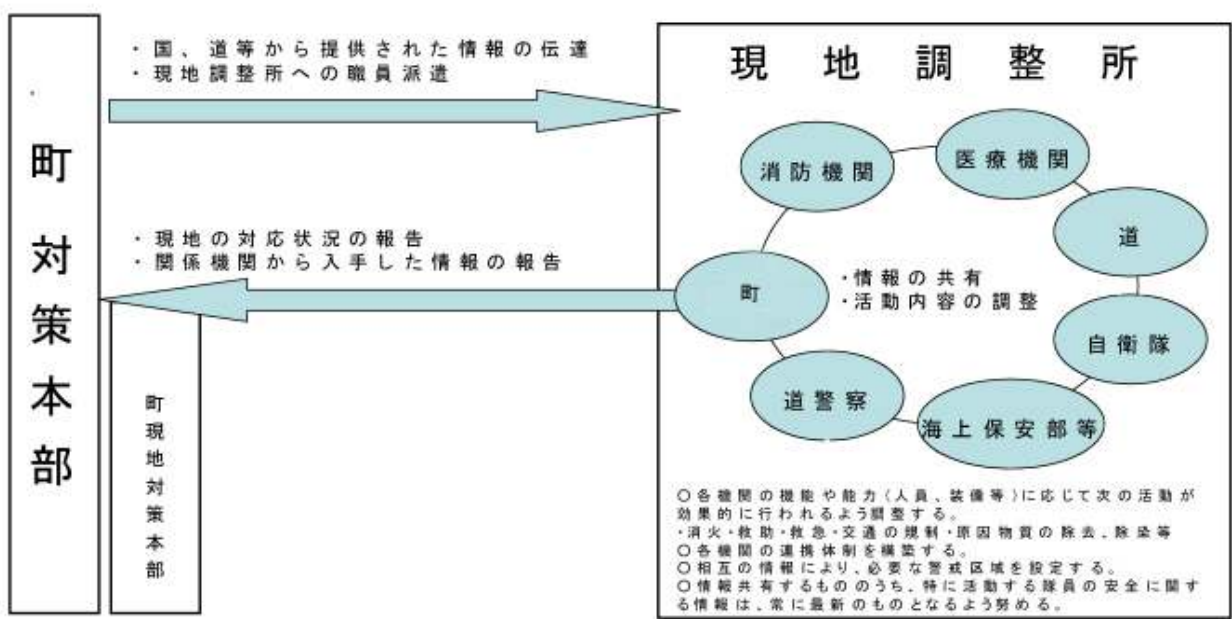 町対策本部
・国、道等から提供された情報の伝達
・現地調整所への職員派遣
・現地の対応状況の報告
・関係機関から入手した情報の報告
町現地対策本部
現地調整所
消防機関
医療機関
道
町
・情報の共有
・活動内容の調整
自衛隊
道警察
海上保安部等
○各機関の機能や能力(人員、装備等)に応じて次の活動が
効果的に行われるよう調整する。
・消火・救助・救急・交通の規制・原因物質の除去、除染等
○各機関の連携体制を構築する。
○相互の情報により、必要な警戒区域を設定する。
○情報共有するもののうち、特に活動する隊員の安全に関す
る情報は、常に最新のものとなるよう努める。